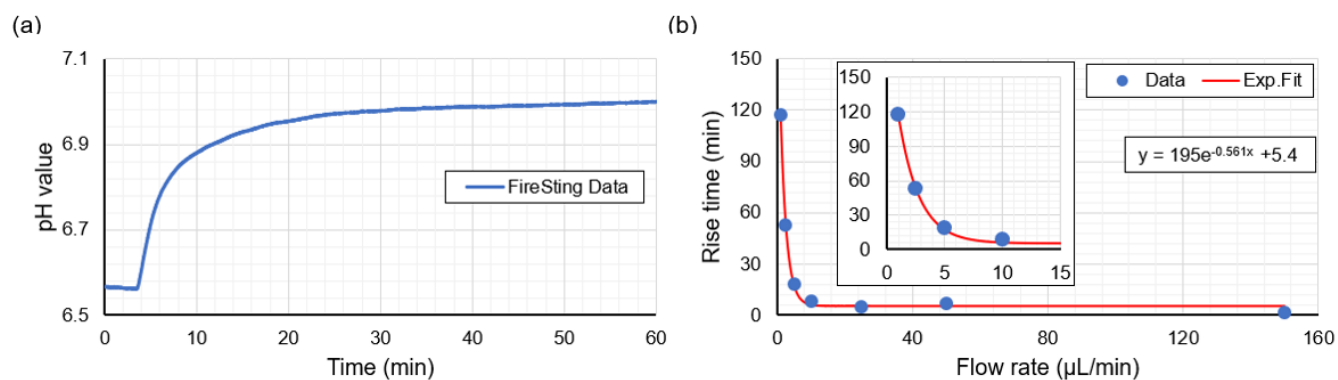 (a)
7.1
6.9
6.7
6.5
pH value
FireSting Data
0 10 20 30 40 50 60
Time (min)
(b)
150
120
90
60
30
0
Rise time (min)
150
120
90
60
30
0
0 5 10 15
Data Exp.Fit
y = 195e^-0.561x +5.4
0 40 80 120 160
Flow rate (µL/min)